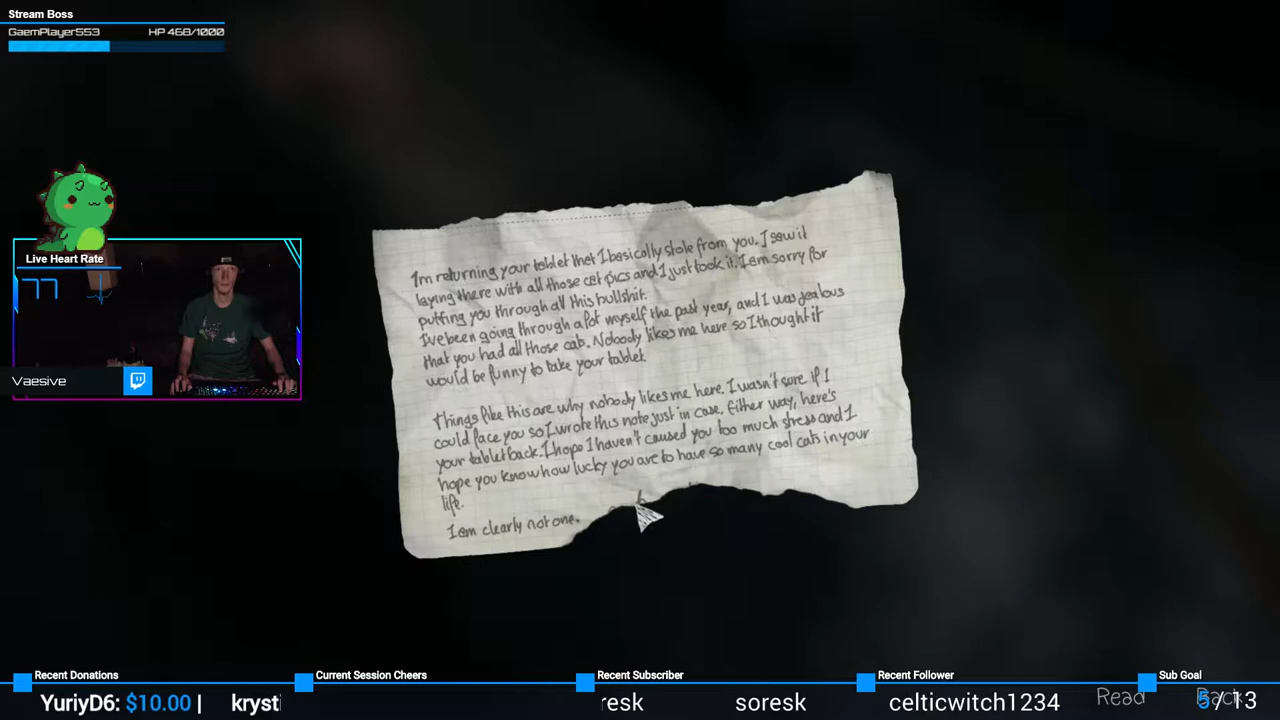 Stream Boss
GaemPlayer553 HP 468/1000
Live Heart Rate
77
Vaesive
Im returning your tablet that I basically stole from you. I saw it
laying there with all those cat pics and I just took it. I am sorry for
putting you through all this bullshit.
I've been going through a lot myself the past year, and I was jealous
that you had all those cats. Nobody likes me here so I thought it
would be funny to take your tablet.
Things like this are why nobody likes me here. I wasn't sure if I
could face you so I wrote this note just in case. Either way, here's
your tablet back. I hope I haven't caused you too much stress and I
hope you know how lucky you are to have so many cool cats in your
life.
I am clearly not one.
Recent Donations Current Session Cheers Recent Subscriber Recent Follower Sub Goal
YuriyD6: $10.00 | krysti resk soresk celticwitch1234 5 / 13
Read Back